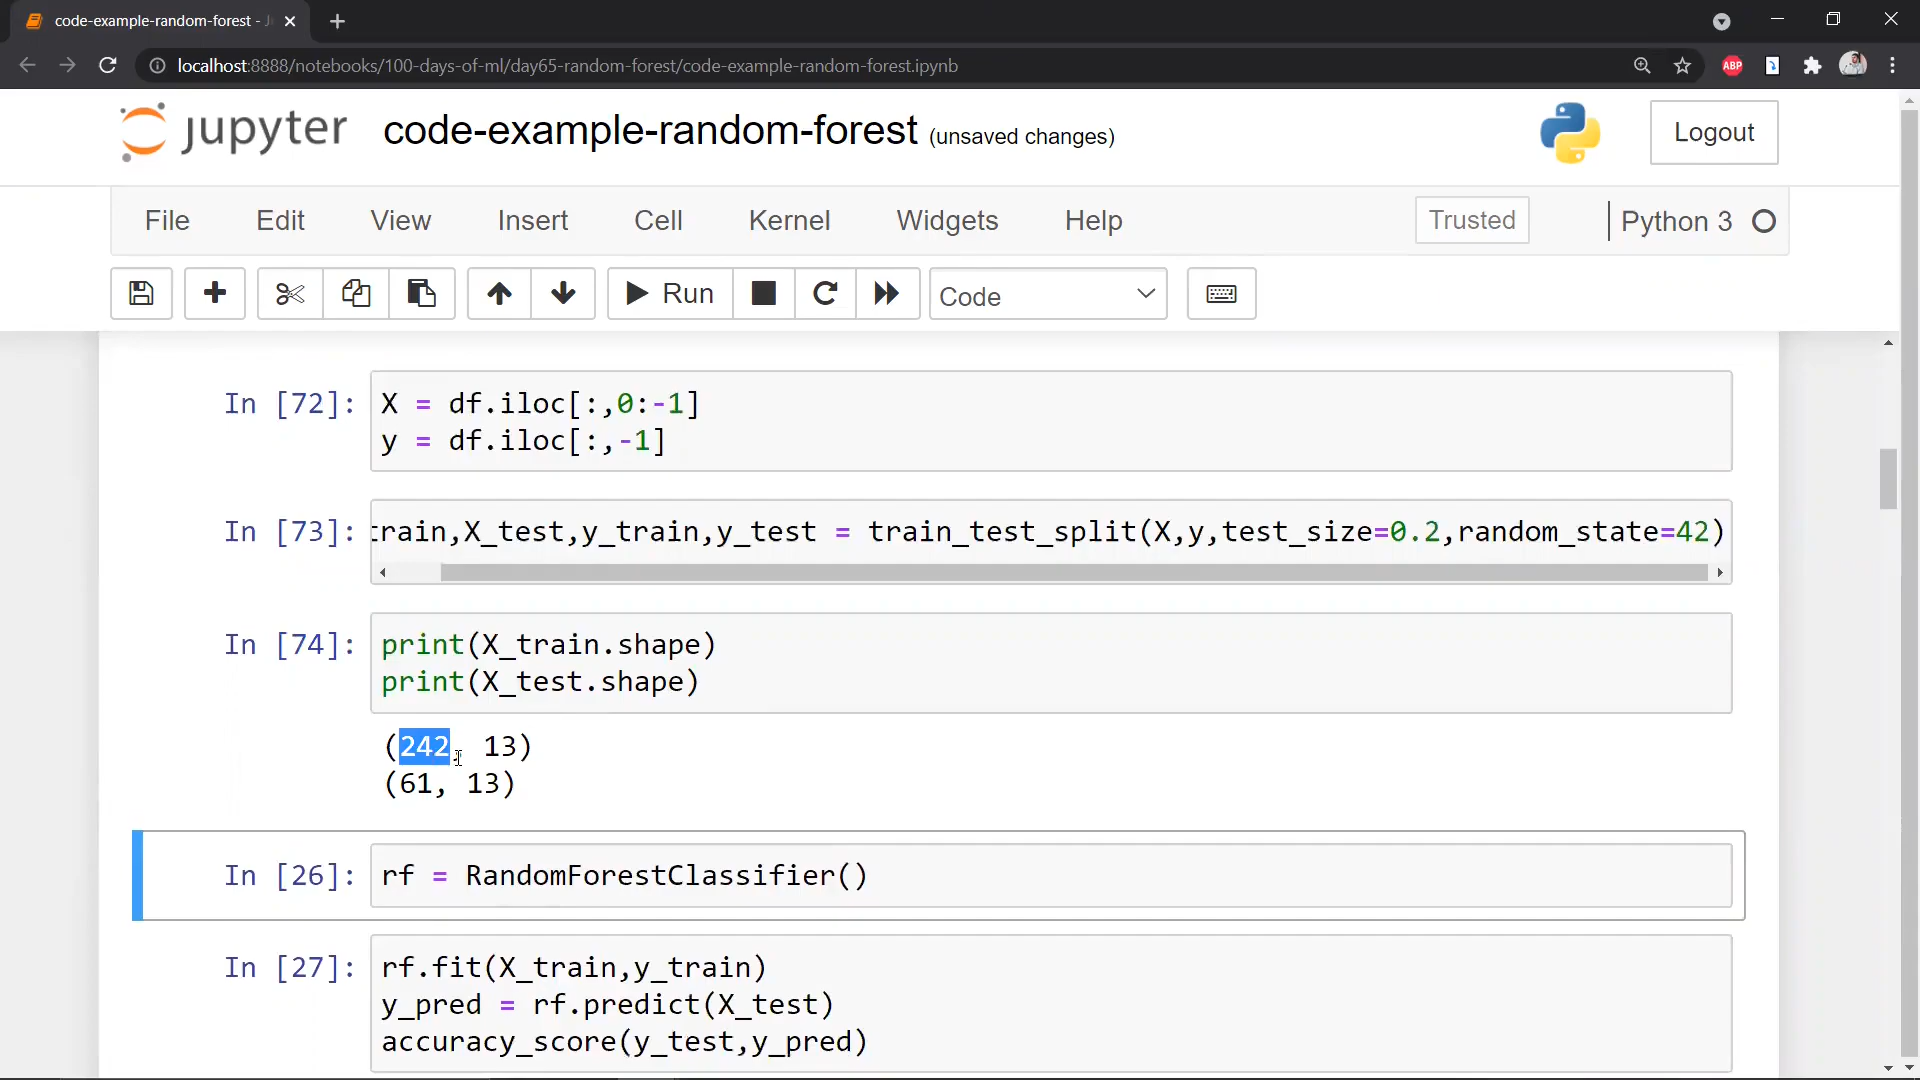 code-example-random-forest - J
localhost:8888/notebooks/100-days-of-ml/day65-random-forest/code-example-random-forest.ipynb
ABP
jupyter code-example-random-forest (unsaved changes)
Logout
File Edit View Insert Cell Kernel Widgets Help
Trusted
Python 3
Run
Code
In [72]: X = df.iloc[:,0:-1]
y = df.iloc[:,-1]
In [73]: train,X_test,y_train,y_test = train_test_split(X,y,test_size=0.2,random_state=42)
In [74]: print(X_train.shape)
print(X_test.shape)
(242, 13)
(61, 13)
In [26]: rf = RandomForestClassifier()
In [27]: rf.fit(X_train,y_train)
y_pred = rf.predict(X_test)
accuracy_score(y_test,y_pred)